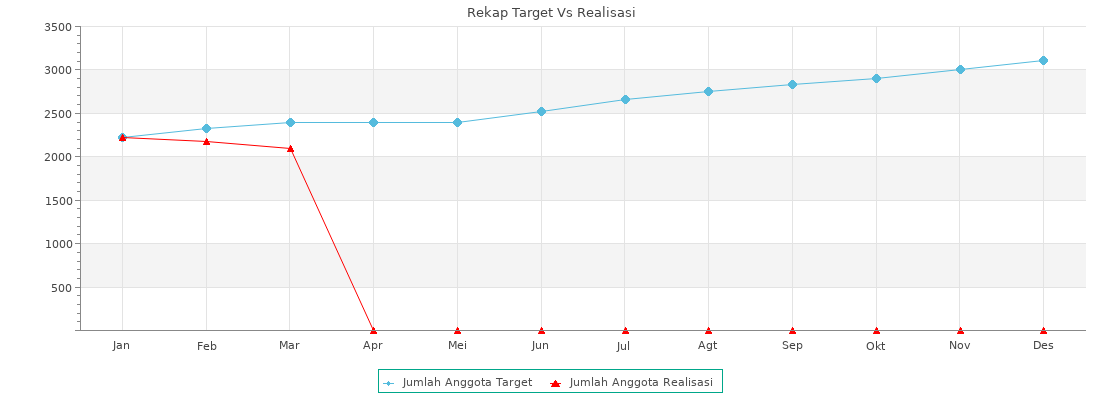 Rekap Target Vs Realisasi
3500
3000
2500
2000
1500
1000
500
Jan Feb Mar Apr Mei Jun Jul Agt Sep Okt Nov Des
Jumlah Anggota Target Jumlah Anggota Realisasi